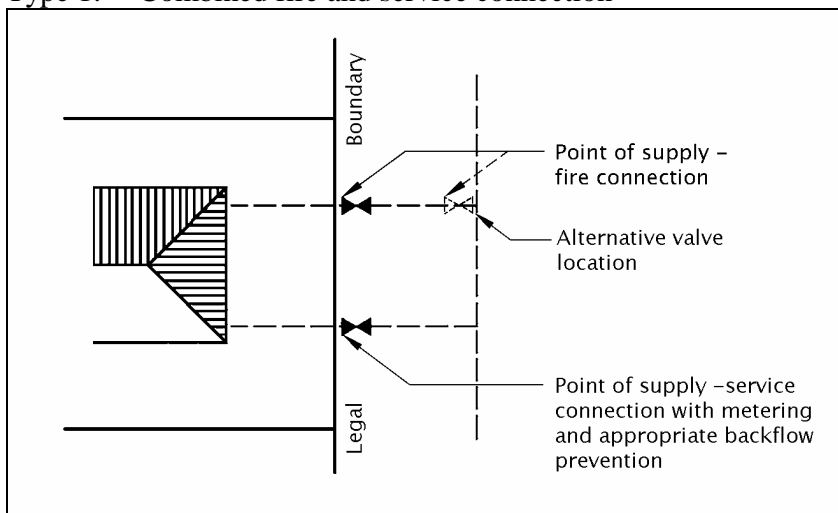 Type 1: Combined fire and service connection
Boundary
Point of supply –
fire connection
Alternative valve
location
Legal
Point of supply –service
connection with metering
and appropriate backflow
prevention